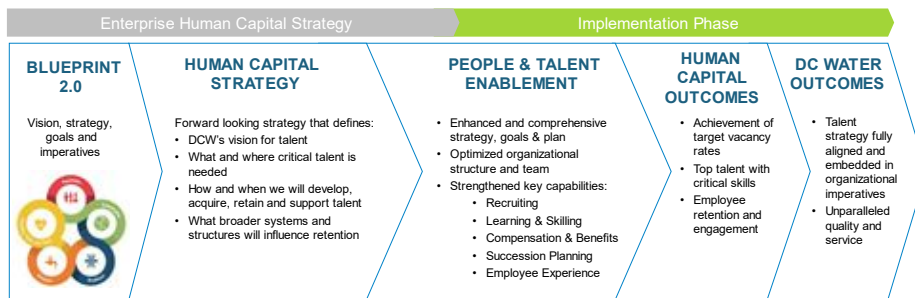 Enterprise Human Capital Strategy
Implementation Phase
BLUEPRINT
2.0
Vision, strategy,
goals and
imperatives
HUMAN CAPITAL
STRATEGY
Forward looking strategy that defines:
• DCW's vision for talent
• What and where critical talent is
needed
• How and when we will develop,
acquire, retain and support talent
• What broader systems and
structures will influence retention
PEOPLE & TALENT
ENABLEMENT
• Enhanced and comprehensive
strategy, goals & plan
• Optimized organizational
structure and team
• Strengthened key capabilities:
• Recruiting
• Learning & Skilling
• Compensation & Benefits
• Succession Planning
• Employee Experience
HUMAN
CAPITAL
OUTCOMES
• Achievement of
target vacancy
rates
• Top talent with
critical skills
• Employee
retention and
engagement
DC WATER
OUTCOMES
• Talent
strategy fully
aligned and
embedded in
organizational
imperatives
• Unparalleled
quality and
service